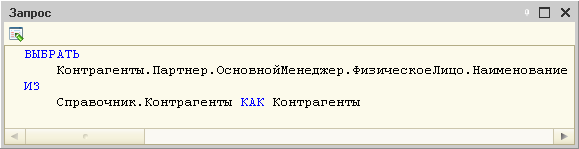 Запрос
ВЫБРАТЬ
Контрагенты.Партнер.ОсновнойМенеджер.ФизическоеЛицо.Наименование
ИЗ
Справочник.Контрагенты КАК Контрагенты